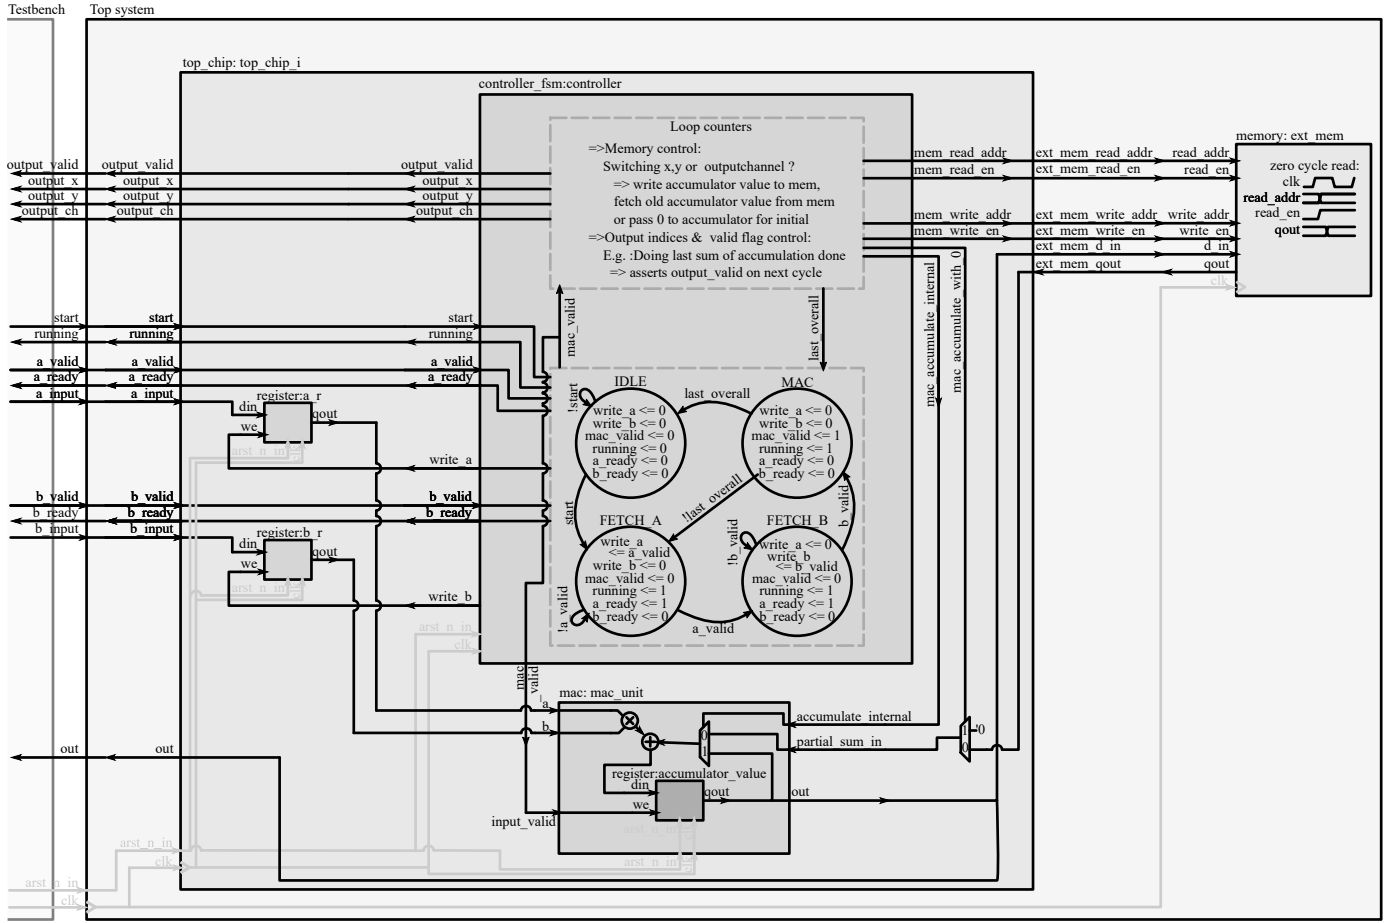 Testbench
Top system
top_chip: top_chip_i
controller_fsm:controller
Loop counters
=>Memory control:
Switching x,y or outputchannel ?
=> write accumulator value to mem,
fetch old accumulator value from mem
or pass 0 to accumulator for initial
=>Output indices & valid flag control:
E.g. :Doing last sum of accumulation done
=> asserts output_valid on next cycle
output_valid
output_valid
output_valid
output_x
output_x
output_x
output_y
output_y
output_y
output_ch
output_ch
output_ch
mem_read_addr
ext_mem_read_addr
read_addr
mem_read_en
ext_mem_read_en
read_en
mem_write_addr
ext_mem_write_addr
write_addr
mem_write_en
ext_mem_write_en
write_en
ext_mem_d_in
d_in
ext_mem_qout
qout
clk
memory: ext_mem
zero cycle read:
clk
read_addr
read_en
qout
mac_accumulate_internal
mac_accumulate_with_0
mac_valid
last_overall
start
start
start
running
running
running
a_valid
a_valid
a_valid
a_ready
a_ready
a_ready
a_input
a_input
register:a_r
din
qout
we
arst_n_in
write_a
b_valid
b_valid
b_valid
b_ready
b_ready
b_ready
b_input
b_input
register:b_r
din
qout
we
arst_n_in
write_b
arst_n_in
clk
IDLE
write_a <= 0
write_b <= 0
mac_valid <= 0
running <= 0
a_ready <= 0
b_ready <= 0
!start
last_overall
MAC
write_a <= 0
write_b <= 0
mac_valid <= 1
running <= 1
a_ready <= 0
b_ready <= 0
start
!last_overall
b_valid
FETCH_A
write_a
<= a_valid
write_b <= 0
mac_valid <= 0
running <= 1
a_ready <= 1
b_ready <= 0
!a_valid
a_valid
FETCH_B
write_a <= 0
write_b
<= b_valid
mac_valid <= 0
running <= 1
a_ready <= 1
b_ready <= 0
!b_valid
mac
_valid
mac: mac_unit
a
b
accumulate_internal
partial_sum_in
0
1
1
0
'0
register:accumulator_value
din
qout
we
out
input_valid
arst_n_in
arst_n_in
out
out
arst_n_in
clk
arst_n_in
clk